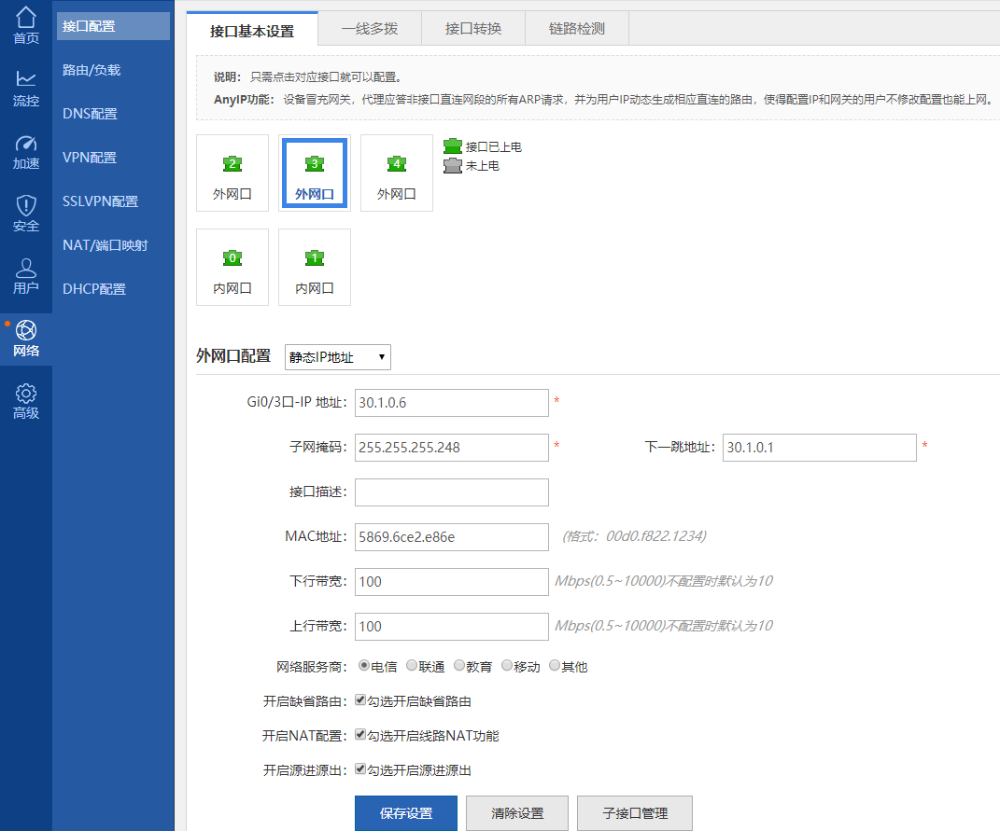 首页
流控
加速
安全
用户
网络
高级
接口配置
路由/负载
DNS配置
VPN配置
SSLVPN配置
NAT/端口映射
DHCP配置
接口基本设置 一线多拨 接口转换 链路检测
说明： 只需点击对应接口就可以配置。
AnyIP功能： 设备冒充网关，代理应答非接口直连网段的所有ARP请求，并为用户IP动态生成相应直连的路由，使得配置IP和网关的用户不修改配置也能上网。
2 3 4
外网口 外网口 外网口
接口已上电
未上电
0 1
内网口 内网口
外网口配置 静态IP地址
Gi0/3口-IP 地址： 30.1.0.6 *
子网掩码： 255.255.255.248 * 下一跳地址： 30.1.0.1 *
接口描述：
MAC地址： 5869.6ce2.e86e (格式：00d0.f822.1234)
下行带宽： 100 Mbps(0.5~10000)不配置时默认为10
上行带宽： 100 Mbps(0.5~10000)不配置时默认为10
网络服务商： 电信 联通 教育 移动 其他
开启缺省路由： 勾选开启缺省路由
开启NAT配置： 勾选开启线路NAT功能
开启源进源出： 勾选开启源进源出
保存设置 清除设置 子接口管理